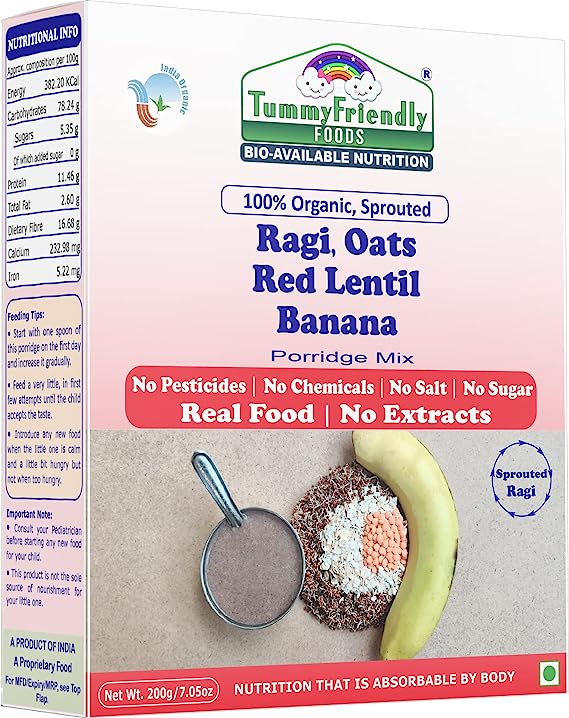 NUTRITIONAL INFO
Approx. composition per 100g
Energy 382.20 KCal
Carbohydrates 78.24 g
Sugars 5.35 g
Of which added sugar 0 g
Protein 11.46 g
Total Fat 2.60 g
Dietary Fibre 16.68 g
Calcium 232.98 mg
Iron 5.22 mg
Feeding Tips:
• Start with one spoon of
this porridge on the first day
and increase it gradually.
• Feed a very little, in first
few attempts until the child
accepts the taste.
• Introduce any new food
when the little one is calm
and a little bit hungry but
not when too hungry.
Important Note:
• Consult your Pediatrician
before starting any new food
for your child.
• This product is not the sole
source of nourishment for
your little one.
A PRODUCT OF INDIA
A Proprietary Food
For MFD/Expiry/MRP, see Top
Flap.
India Organic
®
TummyFriendly
FOODS
BIO-AVAILABLE NUTRITION
100% Organic, Sprouted
Ragi, Oats
Red Lentil
Banana
Porridge Mix
No Pesticides | No Chemicals | No Salt | No Sugar
Real Food | No Extracts
Sprouted
Ragi
Net Wt. 200g/7.05oz
NUTRITION THAT IS ABSORBABLE BY BODY